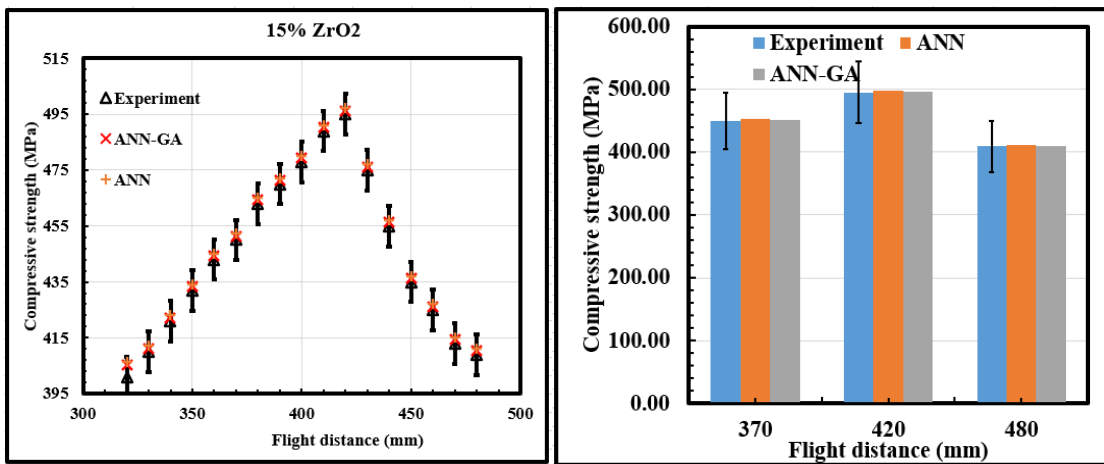 15% ZrO2
515
495
475
455
435
415
395
Compressive strength (MPa)
Experiment
ANN-GA
ANN
300
350
400
450
500
Flight distance (mm)
600.00
500.00
400.00
300.00
200.00
100.00
0.00
Compressive strength (MPa)
Experiment
ANN
ANN-GA
370
420
480
Flight distance (mm)